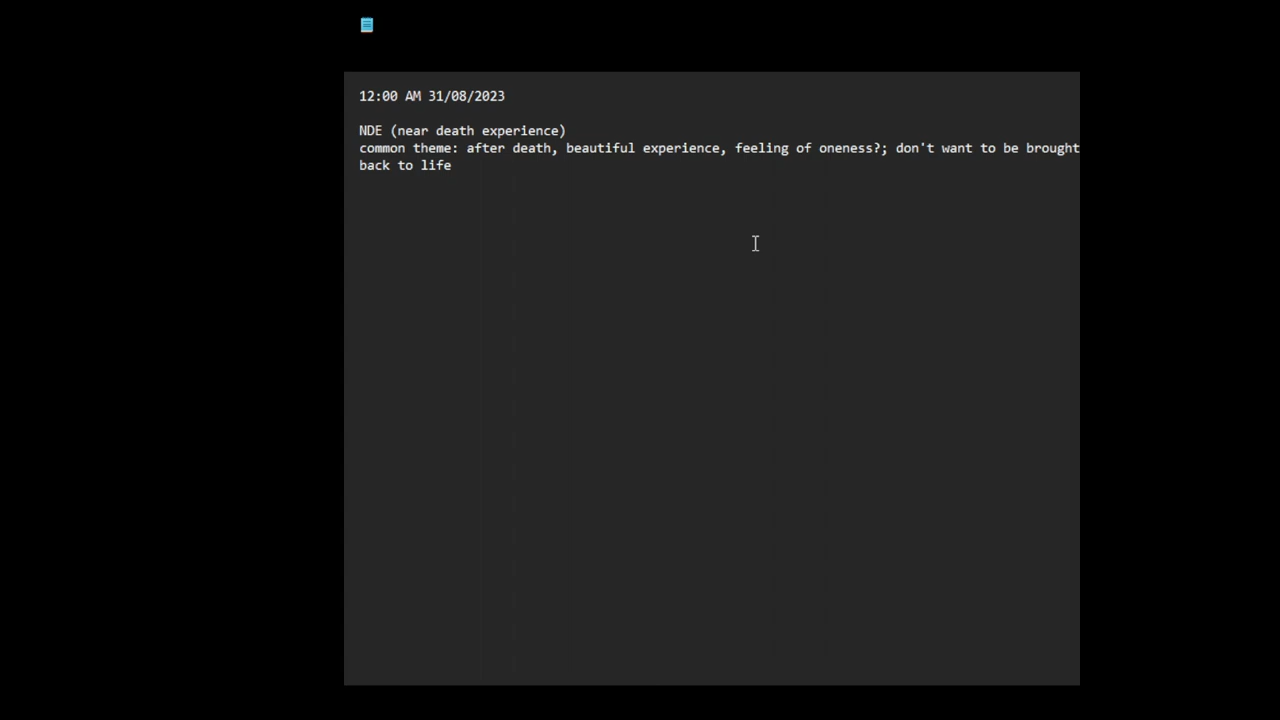 12:00 AM 31/08/2023
NDE (near death experience)
common theme: after death, beautiful experience, feeling of oneness?; don't want to be brought
back to life